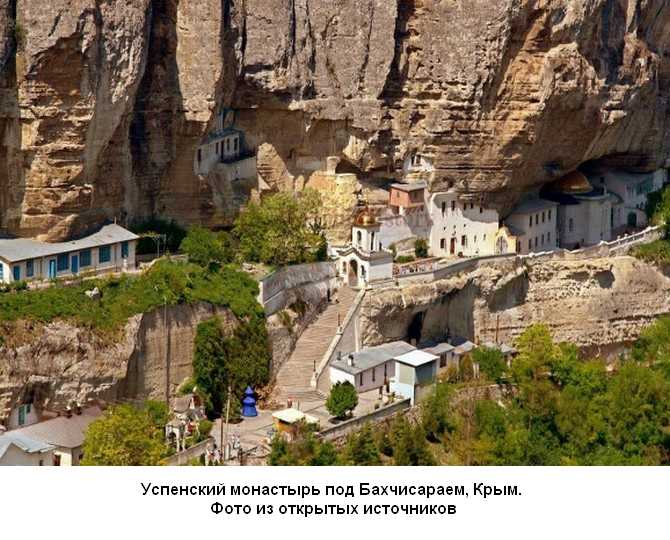 Успенский монастырь под Бахчисараем, Крым.
Фото из открытых источников